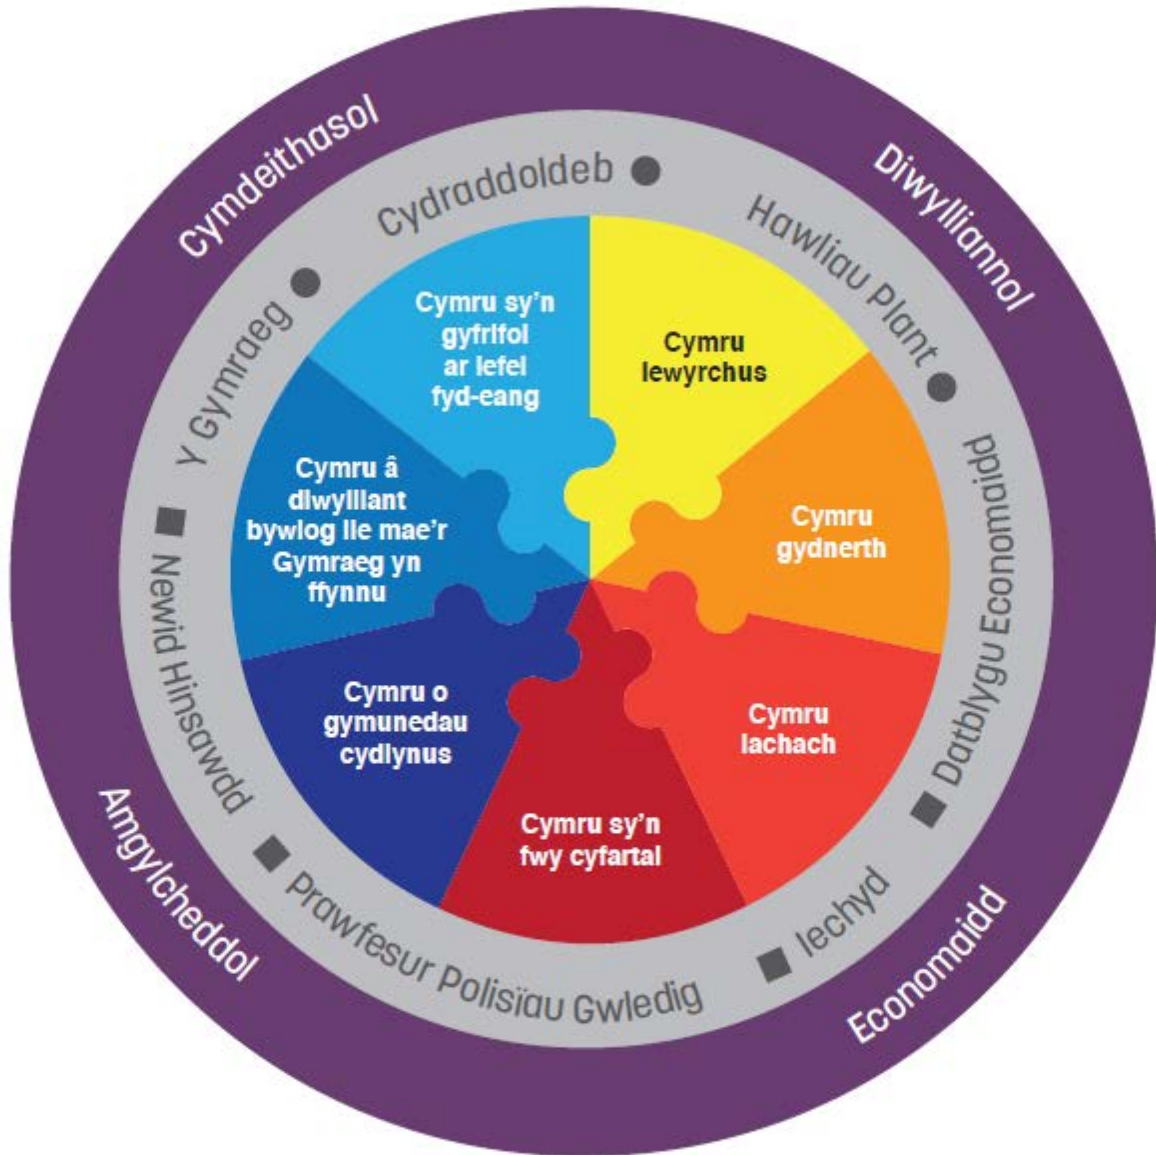 Cymdeithasol
Diwylliannol
Economaidd
Amgylcheddol
Cydraddoldeb
Hawliau Plant
Datblygu Economaidd
Iechyd
Prawfesur Polisïau Gwledig
Newid Hinsawdd
Y Gymraeg
Cymru
lewyrchus
Cymru
gydnerth
Cymru
iachach
Cymru sy'n
fwy cyfartal
Cymru o
gymunedau
cydlynus
Cymru â
diwylliant
bywiog lle mae'r
Gymraeg yn
ffynnu
Cymru sy'n
gyfrifol
ar lefel
fyd-eang